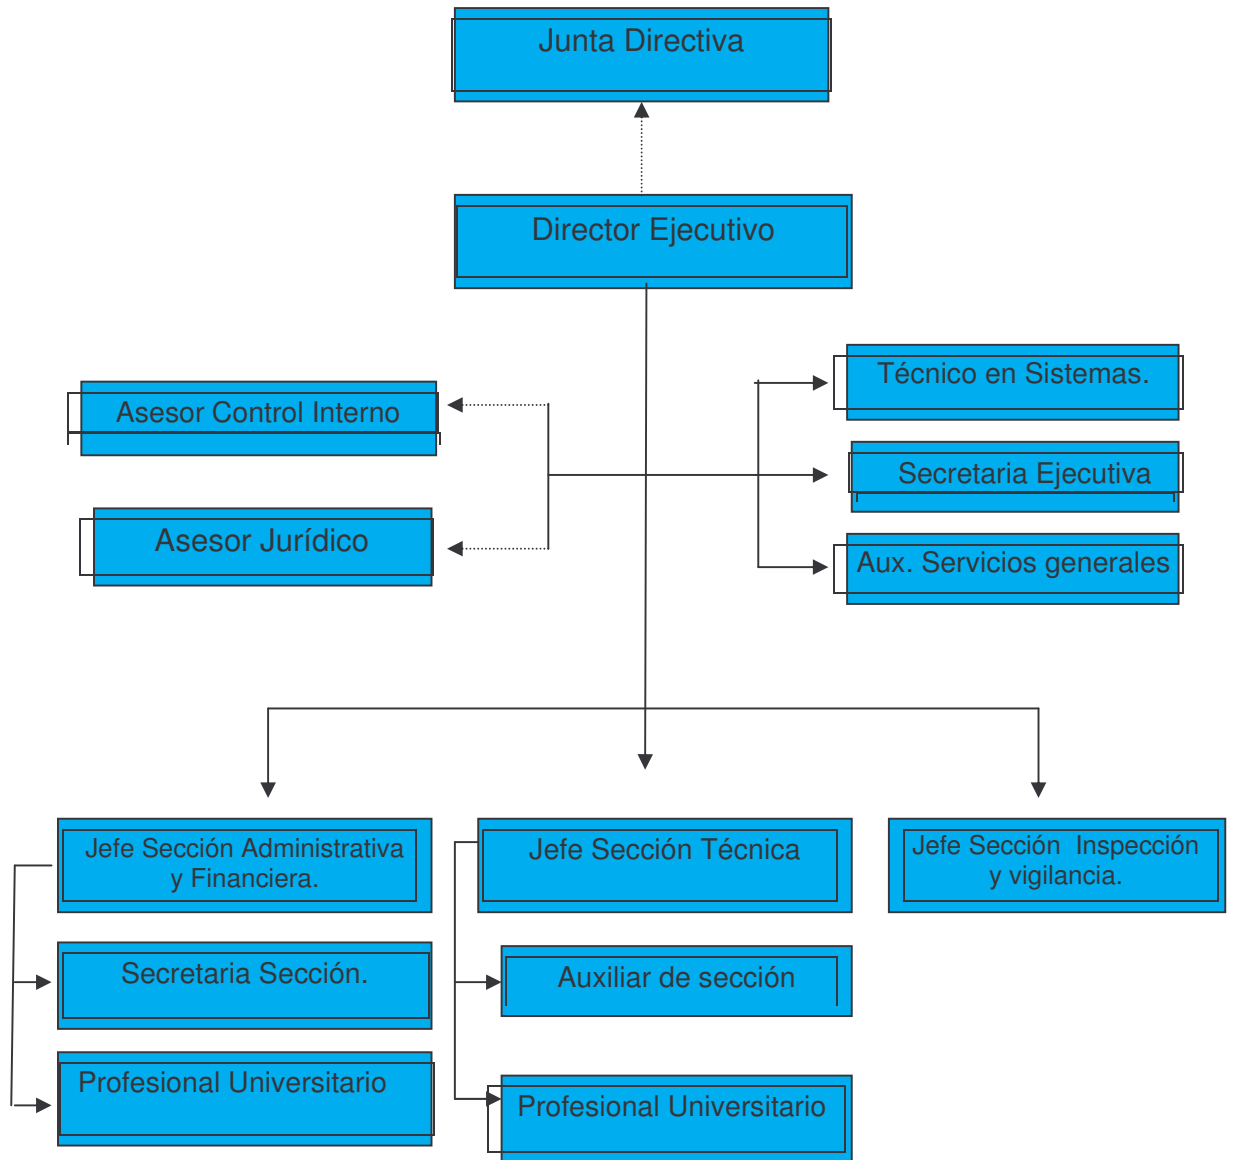 Junta Directiva
Director Ejecutivo
Técnico en Sistemas.
Asesor Control Interno
Secretaria Ejecutiva
Asesor Jurídico
Aux. Servicios generales
Jefe Sección Administrativa
y Financiera.
Jefe Sección Técnica
Jefe Sección Inspección
y vigilancia.
Secretaria Sección.
Auxiliar de sección
Profesional Universitario
Profesional Universitario